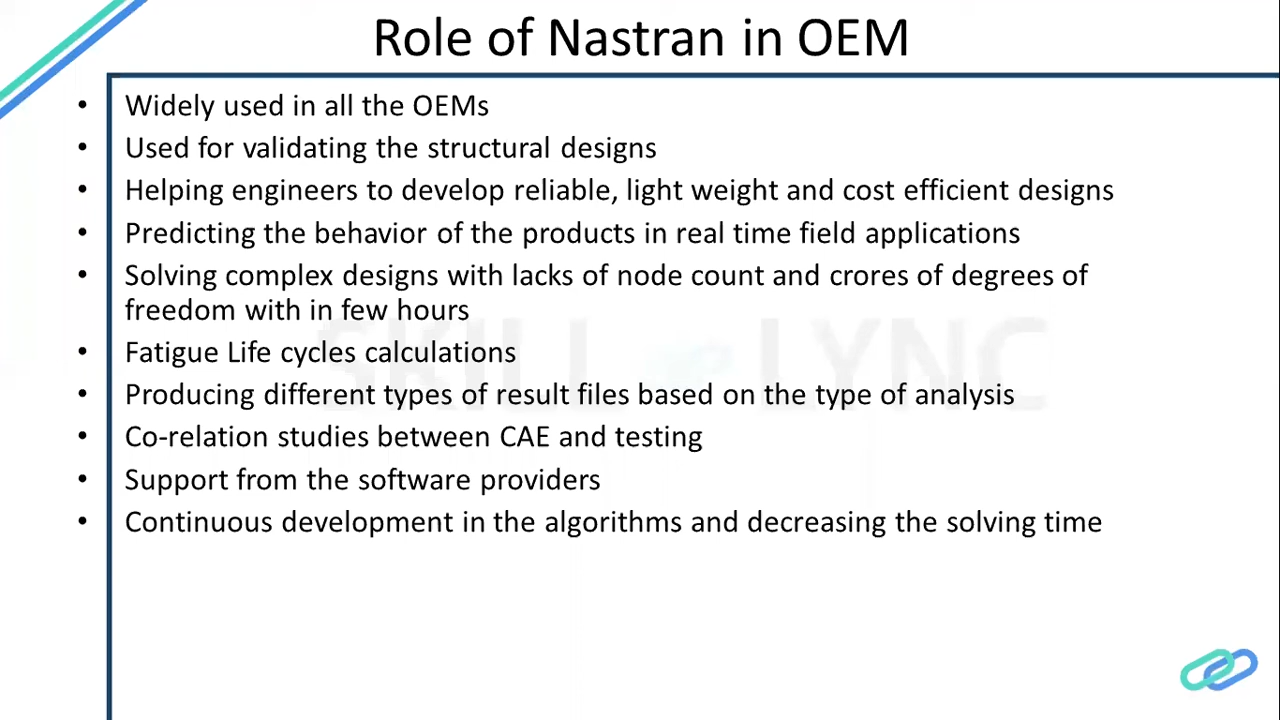 Role of Nastran in OEM
• Widely used in all the OEMs
• Used for validating the structural designs
• Helping engineers to develop reliable, light weight and cost efficient designs
• Predicting the behavior of the products in real time field applications
• Solving complex designs with lacks of node count and crores of degrees of
freedom with in few hours
• Fatigue Life cycles calculations
• Producing different types of result files based on the type of analysis
• Co-relation studies between CAE and testing
• Support from the software providers
• Continuous development in the algorithms and decreasing the solving time
SKILL LYNC